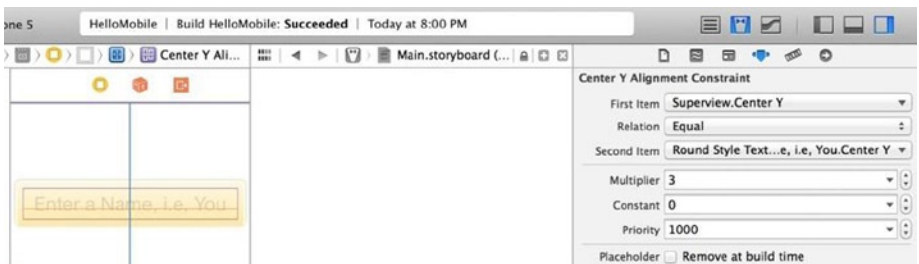 one 5 HelloMobile | Build HelloMobile: Succeeded | Today at 8:00 PM
Center Y Ali... Main.storyboard (...
Center Y Alignment Constraint
First Item Superview.Center Y
Relation Equal
Second Item Round Style Text...e, i.e, You.Center Y
Enter a Name, i.e, You
Multiplier 3
Constant 0
Priority 1000
Placeholder Remove at build time